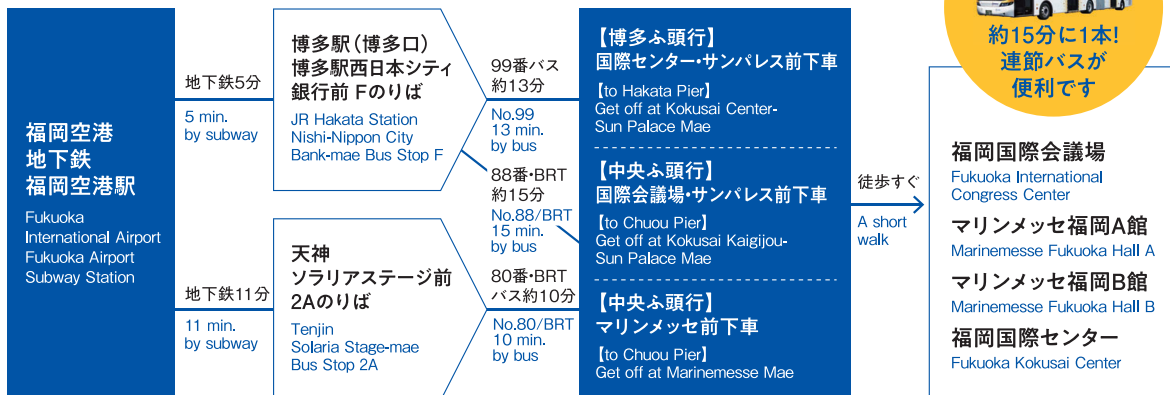 福岡空港
地下鉄
福岡空港駅
Fukuoka
International Airport
Fukuoka Airport
Subway Station
地下鉄5分
5 min.
by subway
博多駅（博多口）
博多駅西日本シティ
銀行前 Fのりば
JR Hakata Station
Nishi-Nippon City
Bank-mae Bus Stop F
99番バス
約13分
No.99
13 min.
by bus
88番・BRT
約15分
No.88/BRT
15 min.
by bus
地下鉄11分
11 min.
by subway
天神
ソラリアステージ前
2Aのりば
Tenjin
Solaria Stage-mae
Bus Stop 2A
80番・BRT
バス約10分
No.80/BRT
10 min.
by bus
【博多ふ頭行】
国際センター・サンパレス前下車
【to Hakata Pier】
Get off at Kokusai Center-
Sun Palace Mae
【中央ふ頭行】
国際会議場・サンパレス前下車
【to Chuou Pier】
Get off at Kokusai Kaigijou-
Sun Palace Mae
【中央ふ頭行】
マリンメッセ前下車
【to Chuou Pier】
Get off at Marinemesse Mae
徒歩すぐ
A short
walk
約15分に1本!
連節バスが
便利です
福岡国際会議場
Fukuoka International
Congress Center
マリンメッセ福岡A館
Marinemesse Fukuoka Hall A
マリンメッセ福岡B館
Marinemesse Fukuoka Hall B
福岡国際センター
Fukuoka Kokusai Center